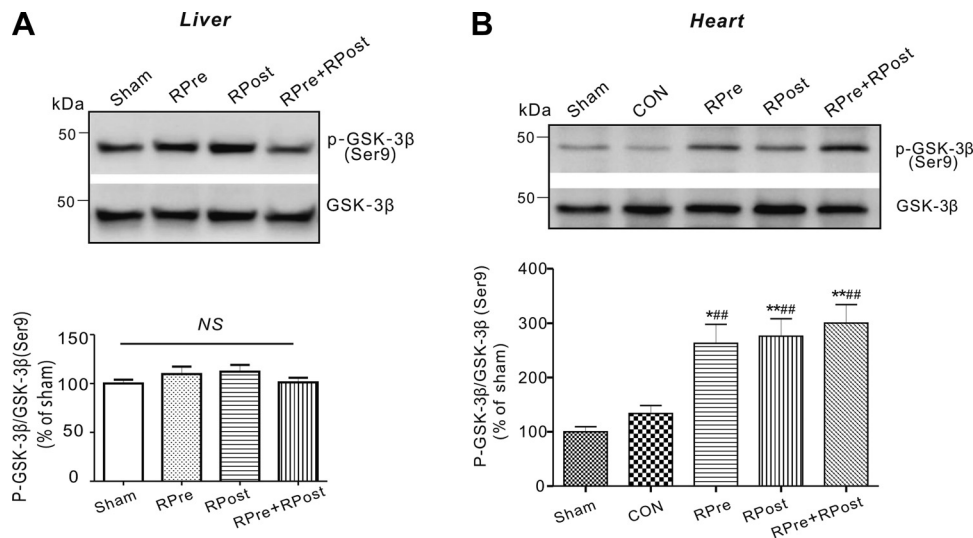 A
Liver
Sham
RPre
RPost
RPre+RPost
kDa
50
p-GSK-3β
(Ser9)
50
GSK-3β
P-GSK-3β/GSK-3β(Ser9)
(% of sham)
150
100
50
0
NS
Sham
RPre
RPost
RPre+RPost
B
Heart
Sham
CON
RPre
RPost
RPre+RPost
kDa
50
p-GSK-3β
(Ser9)
50
GSK-3β
P-GSK-3β/GSK-3β (Ser9)
(% of sham)
400
300
200
100
0
*##
**##
**##
Sham
CON
RPre
RPost
RPre+RPost